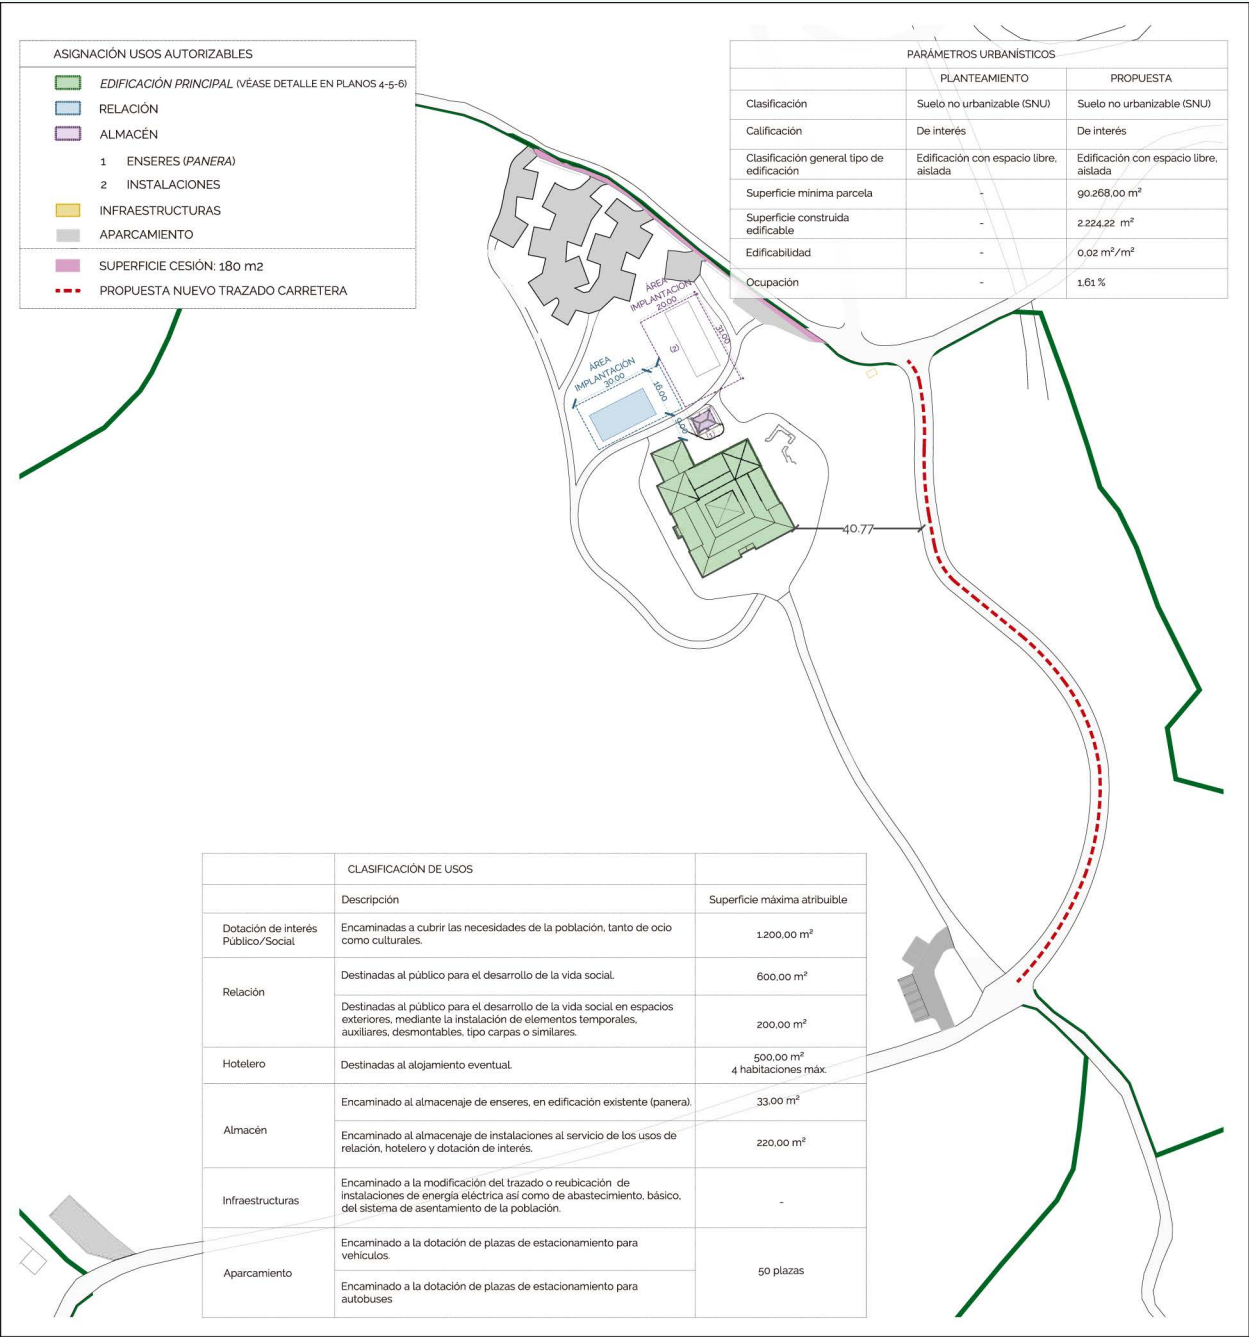 ASIGNACIÓN USOS AUTORIZABLES
EDIFICACIÓN PRINCIPAL (VÉASE DETALLE EN PLANOS 4-5-6)
RELACIÓN
ALMACÉN
1 ENSERES (PANERA)
2 INSTALACIONES
INFRAESTRUCTURAS
APARCAMIENTO
SUPERFICIE CESIÓN: 180 m2
PROPUESTA NUEVO TRAZADO CARRETERA
PARÁMETROS URBANÍSTICOS
PLANTEAMIENTO PROPUESTA
Clasificación Suelo no urbanizable (SNU) Suelo no urbanizable (SNU)
Calificación De interés De interés
Clasificación general tipo de edificación Edificación con espacio libre, aislada Edificación con espacio libre, aislada
Superficie mínima parcela - 90.268,00 m²
Superficie construida edificable - 2.224,22 m²
Edificabilidad - 0,02 m²/m²
Ocupación - 1,61 %
ÁREA
IMPLANTACIÓN
20.00
31.00
(2)
ÁREA
IMPLANTACIÓN
30.00
16.00
(1)
40.77
CLASIFICACIÓN DE USOS
Descripción Superficie máxima atribuible
Dotación de interés Público/Social Encaminadas a cubrir las necesidades de la población, tanto de ocio como culturales. 1.200,00 m²
Relación Destinadas al público para el desarrollo de la vida social. 600,00 m²
Destinadas al público para el desarrollo de la vida social en espacios exteriores, mediante la instalación de elementos temporales, auxiliares, desmontables, tipo carpas o similares. 200,00 m²
Hotelero Destinadas al alojamiento eventual. 500,00 m² 4 habitaciones máx.
Almacén Encaminado al almacenaje de enseres, en edificación existente (panera). 33,00 m²
Encaminado al almacenaje de instalaciones al servicio de los usos de relación, hotelero y dotación de interés. 220,00 m²
Infraestructuras Encaminado a la modificación del trazado o reubicación de instalaciones de energía eléctrica así como de abastecimiento, básico, del sistema de asentamiento de la población. -
Aparcamiento Encaminado a la dotación de plazas de estacionamiento para vehículos. 50 plazas
Encaminado a la dotación de plazas de estacionamiento para autobuses